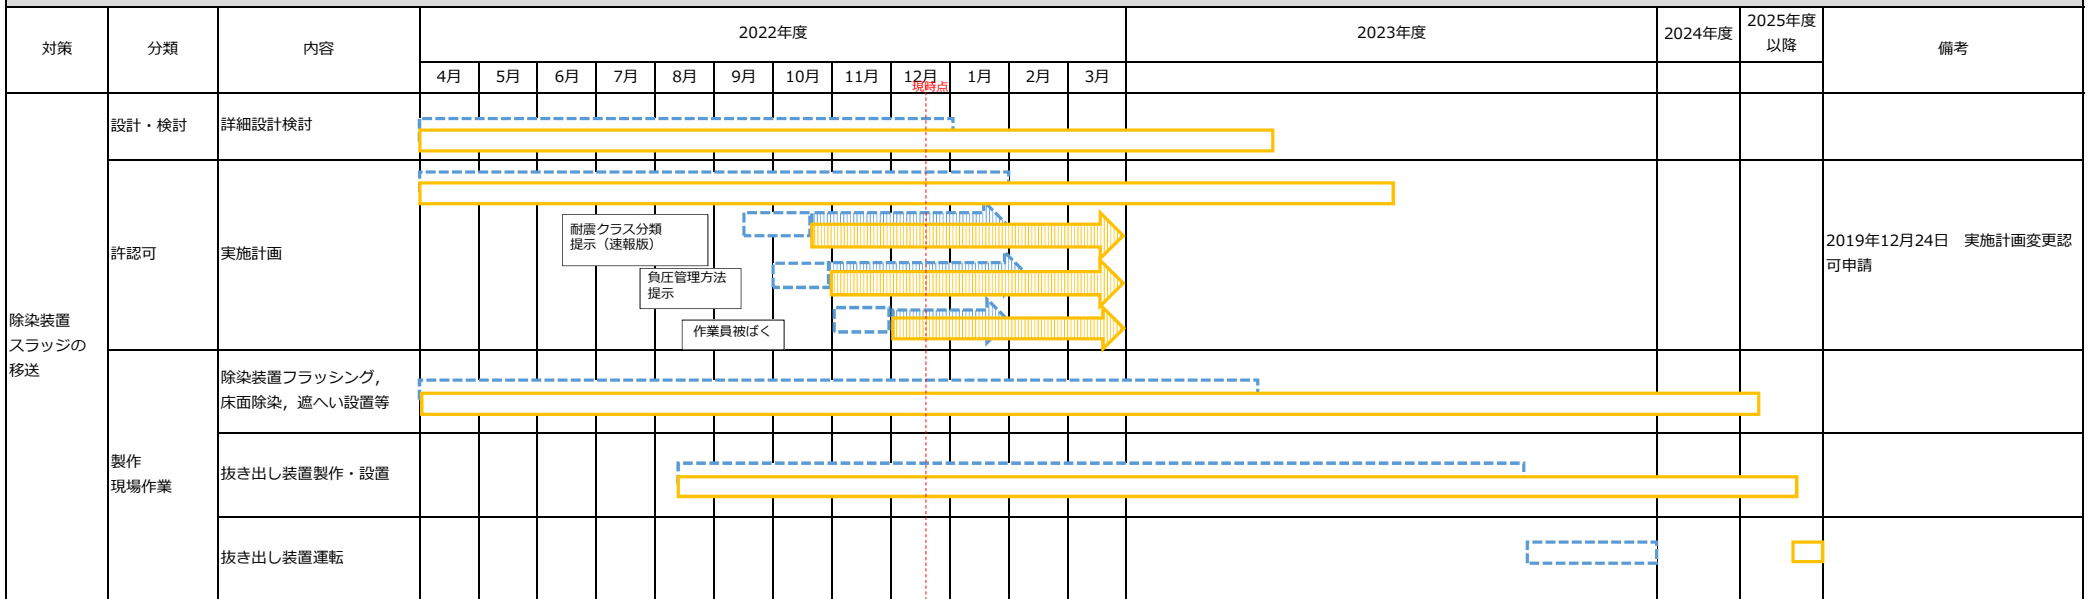 対策
分類
内容
2022年度
2023年度
2024年度
2025年度
以降
備考
4月
5月
6月
7月
8月
9月
10月
11月
12月
1月
2月
3月
現時点
除染装置
スラッジの
移送
設計・検討
詳細設計検討
許認可
実施計画
耐震クラス分類
提示（速報版）
負圧管理方法
提示
作業員被ばく
2019年12月24日　実施計画変更認
可申請
製作
現場作業
除染装置フラッシング，
床面除染，遮へい設置等
抜き出し装置製作・設置
抜き出し装置運転